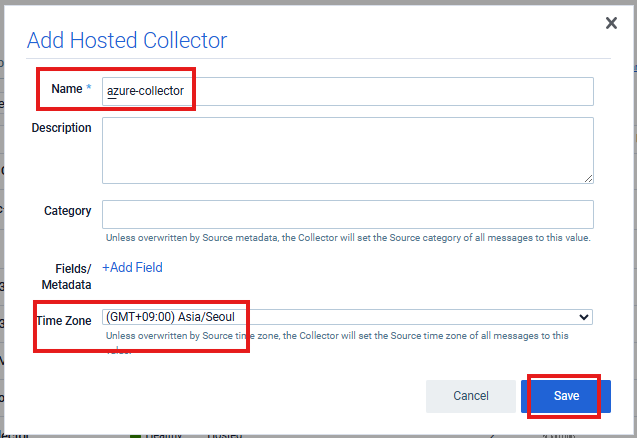 Add Hosted Collector
Name *
azure-collector
Description
Category
Unless overwritten by Source metadata, the Collector will set the Source category of all messages to this value.
Fields/
Metadata
+Add Field
Time Zone
(GMT+09:00) Asia/Seoul
Unless overwritten by Source time zone, the Collector will set the Source time zone of all messages to this
value.
Cancel
Save
Healthy
Hosted